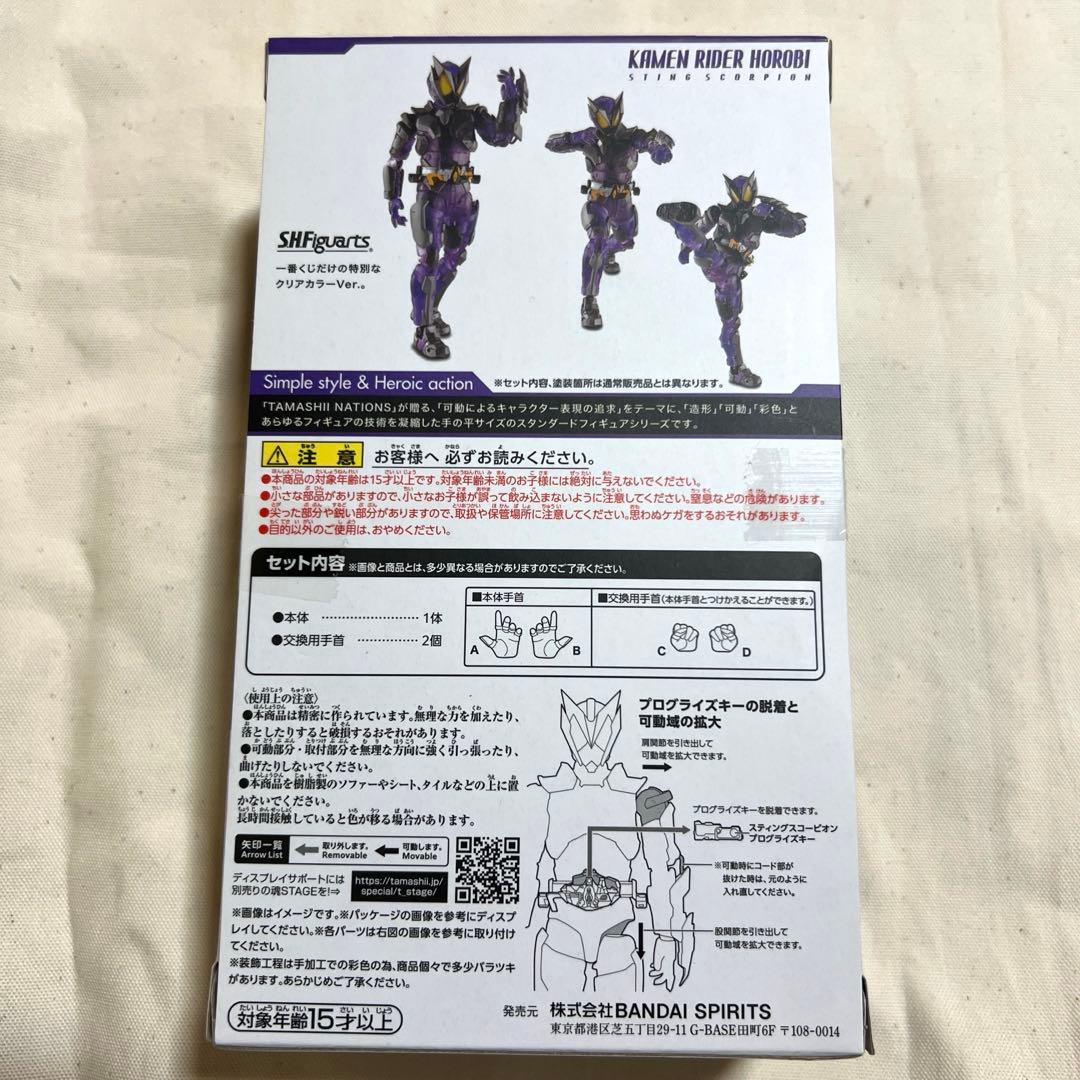 KAMEN RIDER HOROBI
STING SCORPION
S.H.Figuarts
一番くじだけの特別な
クリアカラーVer.。
Simple style & Heroic action
※セット内容、塗装箇所は通常販売品とは異なります。
「TAMASHII NATIONS」が贈る、「可動によるキャラクター表現の追求」をテーマに、「造形」「可動」「彩色」と
あらゆるフィギュアの技術を凝縮した手の平サイズのスタンダードフィギュアシリーズです。
注意 お客様へ 必ずお読みください。
●本商品の対象年齢は15才以上です。対象年齢未満のお子様には絶対に与えないでください。
●小さな部品がありますので、小さなお子様が誤って飲み込まないように注意してください。窒息などの危険があります。
●尖った部分や鋭い部分がありますので、取扱や保管場所に注意してください。思わぬケガをするおそれがあります。
●目的以外のご使用は、おやめください。
セット内容 ※画像と商品とは、多少異なる場合がありますのでご了承ください。
●本体 ························ 1体
●交換用手首 ··············· 2個
■本体手首
A B
■交換用手首(本体手首とつけかえることができます。)
C D
〈使用上の注意〉
●本商品は精密に作られています。無理な力を加えたり、
落としたりすると破損するおそれがあります。
●可動部分・取付部分を無理な方向に強く引っ張ったり、
曲げたりしないでください。
●本商品を樹脂製のソファーやシート、タイルなどの上に置
かないでください。
長時間接触していると色が移る場合があります。
矢印一覧
Arrow List
取り外します。
Removable
可動します。
Movable
ディスプレイサポートには
別売りの魂STAGEを!⇒
https://tamashii.jp/
special/t_stage/
※画像はイメージです。※パッケージの画像を参考にディスプ
レイしてください。※各パーツは右図の画像を参考に取り付け
てください。
※装飾工程は手加工での彩色の為、商品個々で多少バラツキ
があります。あらかじめご了承ください。
対象年齢15才以上
プログライズキーの脱着と
可動域の拡大
肩関節を引き出して
可動域を拡大できます。
プログライズキーを脱着できます。
スティングスコーピオン
プログライズキー
※可動時にコード部が
抜けた時は、元のように
入れ直してください。
股関節を引き出して
可動域を拡大できます。
発売元 株式会社BANDAI SPIRITS
東京都港区芝五丁目29-11 G-BASE田町6F 〒108-0014